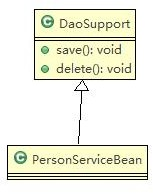 C DaoSupport
save(): void
delete(): void
C PersonServiceBean